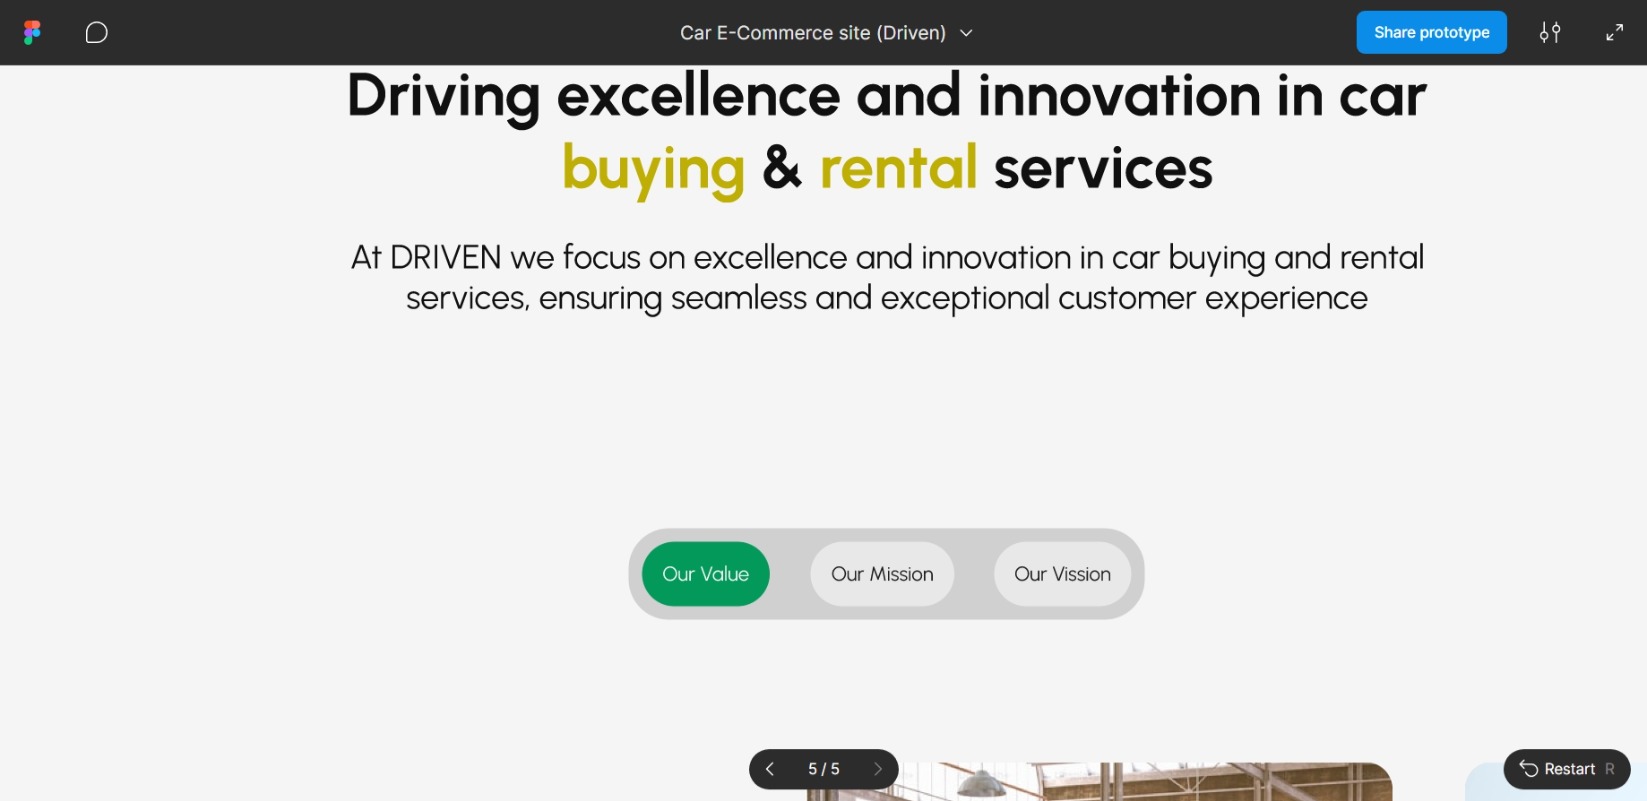 Car E-Commerce site (Driven)
Share prototype
Driving excellence and innovation in car
buying & rental services
At DRIVEN we focus on excellence and innovation in car buying and rental
services, ensuring seamless and exceptional customer experience
Our Value
Our Mission
Our Vission
5 / 5
Restart R